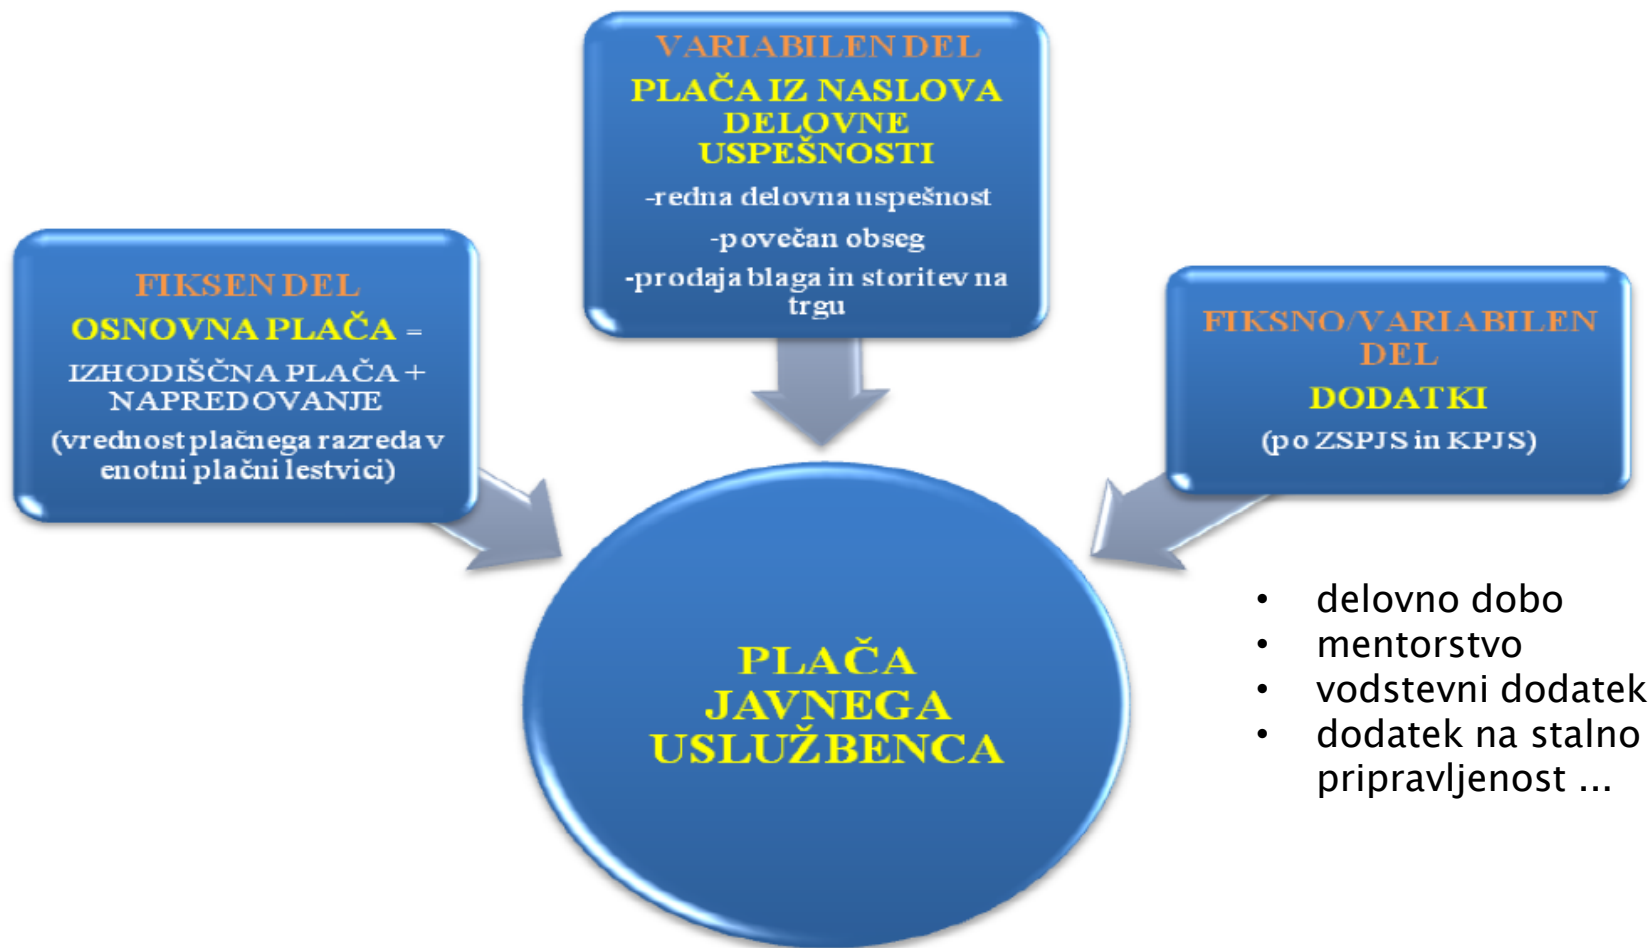 VARIABILEN DEL
PLAČA IZ NASLOVA
DELOVNE
USPEŠNOSTI
-redna delovna uspešnost
-povečan obseg
-prodaja blaga in storitev na
trgu
FIKSEN DEL
OSNOVNA PLAČA =
IZHODIŠČNA PLAČA +
NAPREDOVANJE
(vrednost plačnega razreda v
enotni plačni lestvici)
FIKSNO/VARIABILEN
DEL
DODATKI
(po ZSPJS in KPJS)
PLAČA
JAVNEGA
USLUŽBENCA
• delovno dobo
• mentorstvo
• vodstevni dodatek
• dodatek na stalno
pripravljenost ...